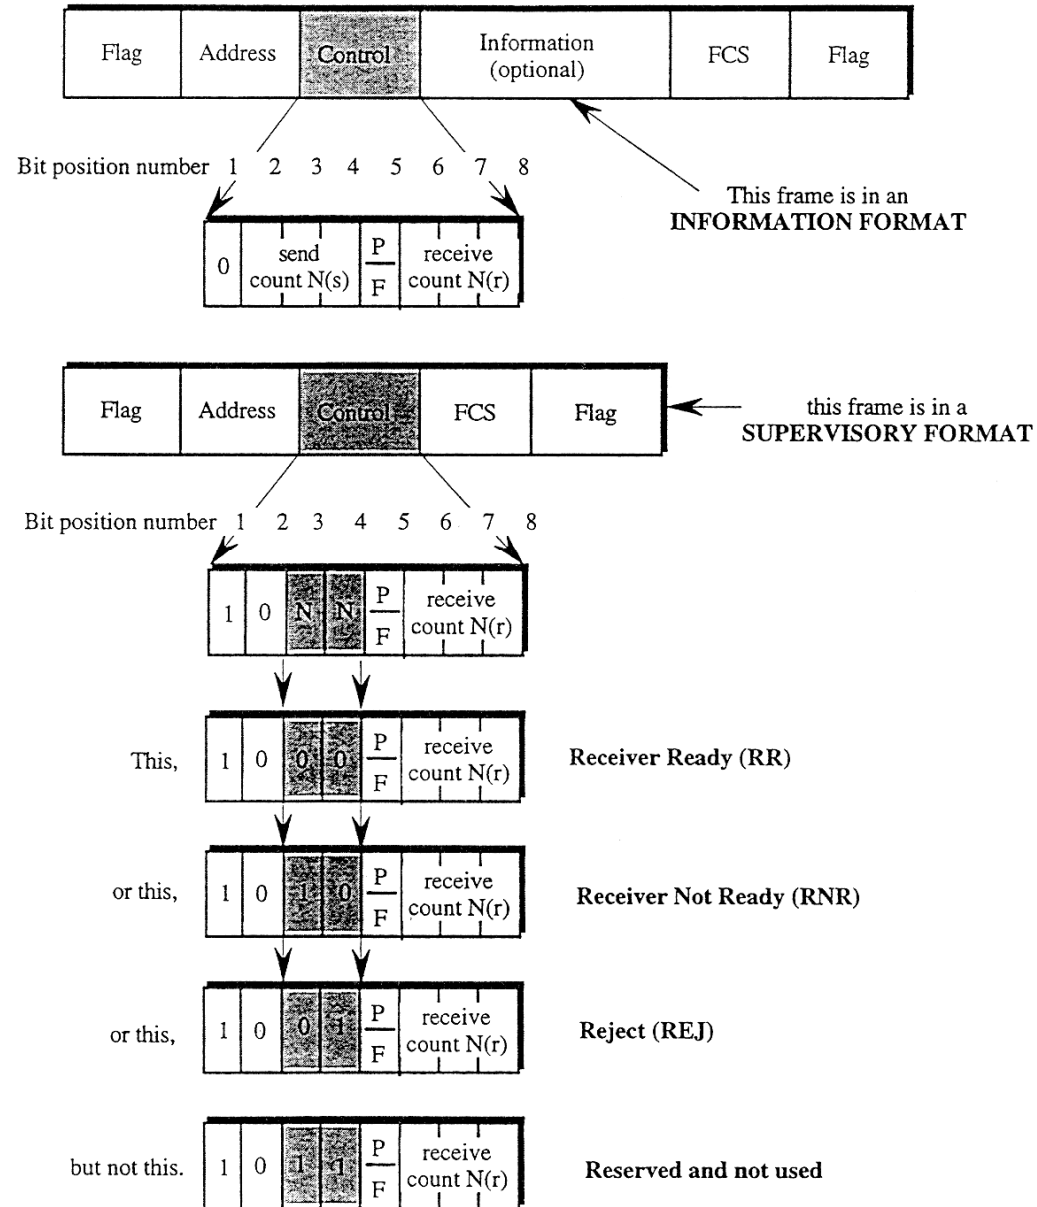 Flag Address Control Information FCS Flag
(optional)
Bit position number 1 2 3 4 5 6 7 8
This frame is in an
INFORMATION FORMAT
0 send count N(s) P/F receive count N(r)
Flag Address Control FCS Flag
this frame is in a
SUPERVISORY FORMAT
Bit position number 1 2 3 4 5 6 7 8
1 0 N N P/F receive count N(r)
This, 1 0 0 0 P/F receive count N(r) Receiver Ready (RR)
or this, 1 0 1 0 P/F receive count N(r) Receiver Not Ready (RNR)
or this, 1 0 0 1 P/F receive count N(r) Reject (REJ)
but not this. 1 0 1 1 P/F receive count N(r) Reserved and not used